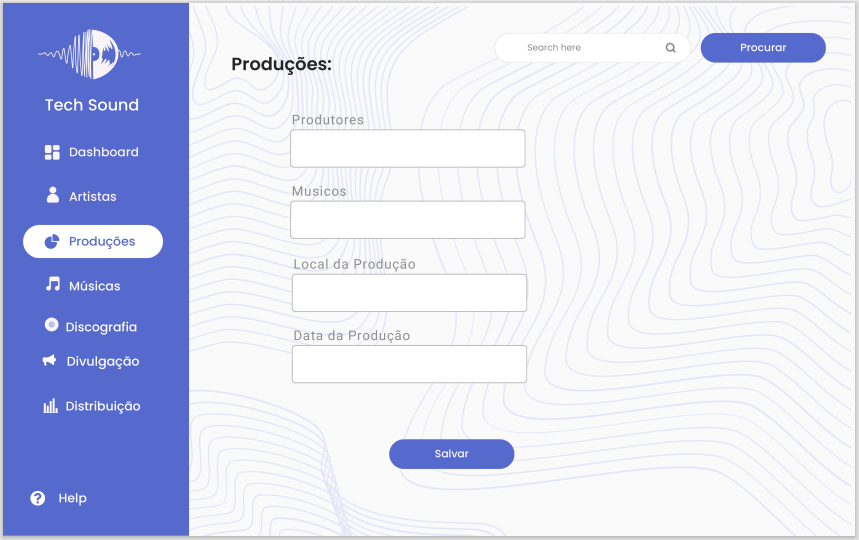 Tech Sound
Dashboard
Artistas
Produções
Músicas
Discografia
Divulgação
Distribuição
Help
Produções:
Search here
Procurar
Produtores
Musicos
Local da Produção
Data da Produção
Salvar